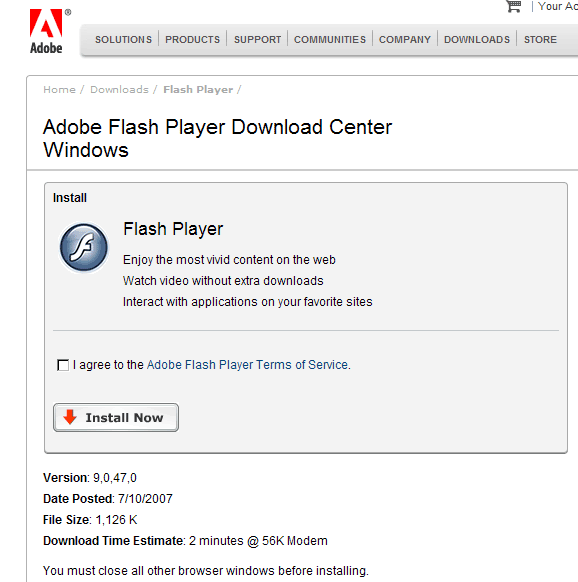 Your Ac
Adobe
SOLUTIONS PRODUCTS SUPPORT COMMUNITIES COMPANY DOWNLOADS STORE
Home / Downloads / Flash Player /
Adobe Flash Player Download Center
Windows
Install
Flash Player
Enjoy the most vivid content on the web
Watch video without extra downloads
Interact with applications on your favorite sites
I agree to the Adobe Flash Player Terms of Service.
Install Now
Version: 9,0,47,0
Date Posted: 7/10/2007
File Size: 1,126 K
Download Time Estimate: 2 minutes @ 56K Modem
You must close all other browser windows before installing.